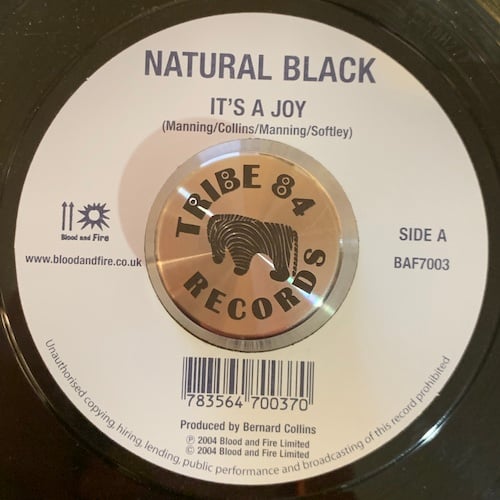 NATURAL BLACK
IT'S A JOY
(Manning/Collins/Manning/Softley)
TRIBE 84
RECORDS
Blood and Fire
www.bloodandfire.co.uk
SIDE A
BAF7003
783564 700370
Produced by Bernard Collins
℗ 2004 Blood and Fire Limited
© 2004 Blood and Fire Limited
Unauthorised copying, hiring, lending, public performance and broadcasting of this record prohibited